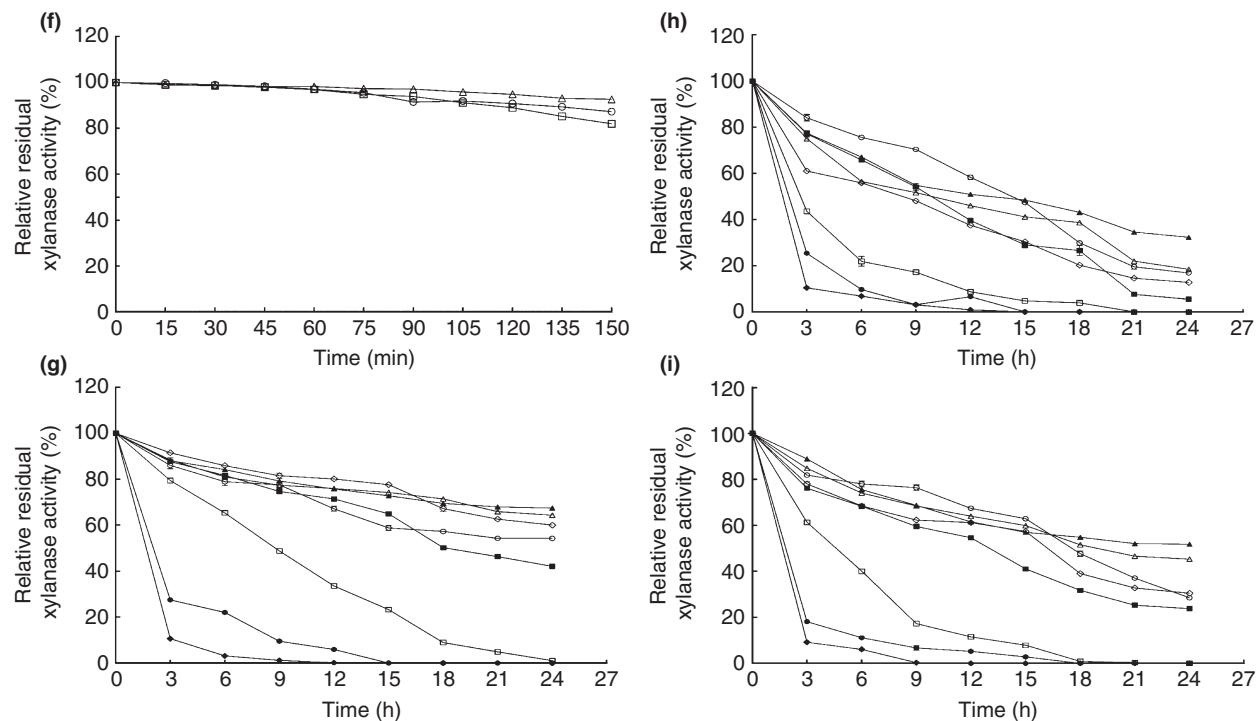 (f)
Relative residual
xylanase activity (%)
120
100
80
60
40
20
0
0 15 30 45 60 75 90 105 120 135 150
Time (min)
(h)
Relative residual
xylanase activity (%)
120
100
80
60
40
20
0
0 3 6 9 12 15 18 21 24 27
Time (h)
(g)
Relative residual
xylanase activity (%)
120
100
80
60
40
20
0
0 3 6 9 12 15 18 21 24 27
Time (h)
(i)
Relative residual
xylanase activity (%)
120
100
80
60
40
20
0
0 3 6 9 12 15 18 21 24 27
Time (h)